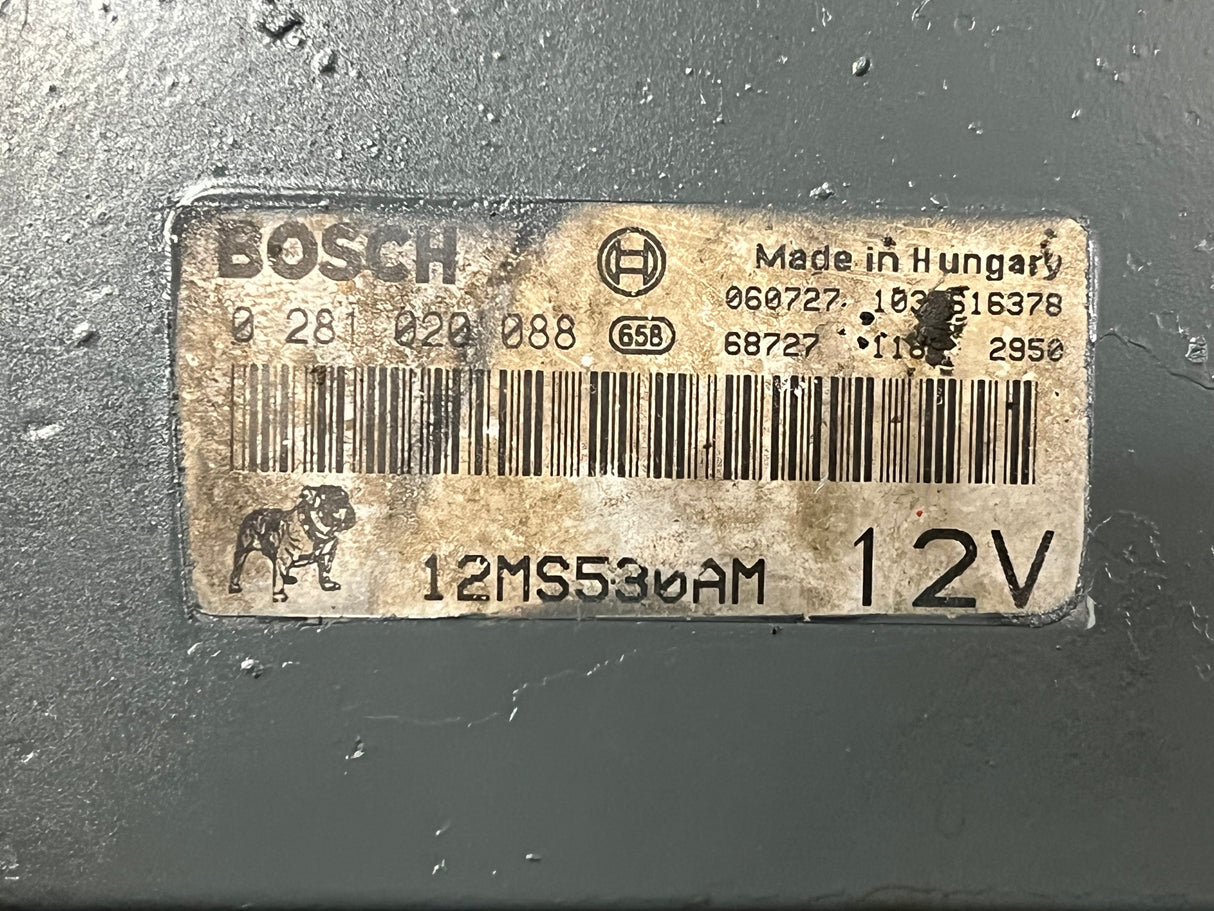 BOSCH
Made in Hungary
060727
0 281 020 088 658
68727 2950
12MS530AM 12V